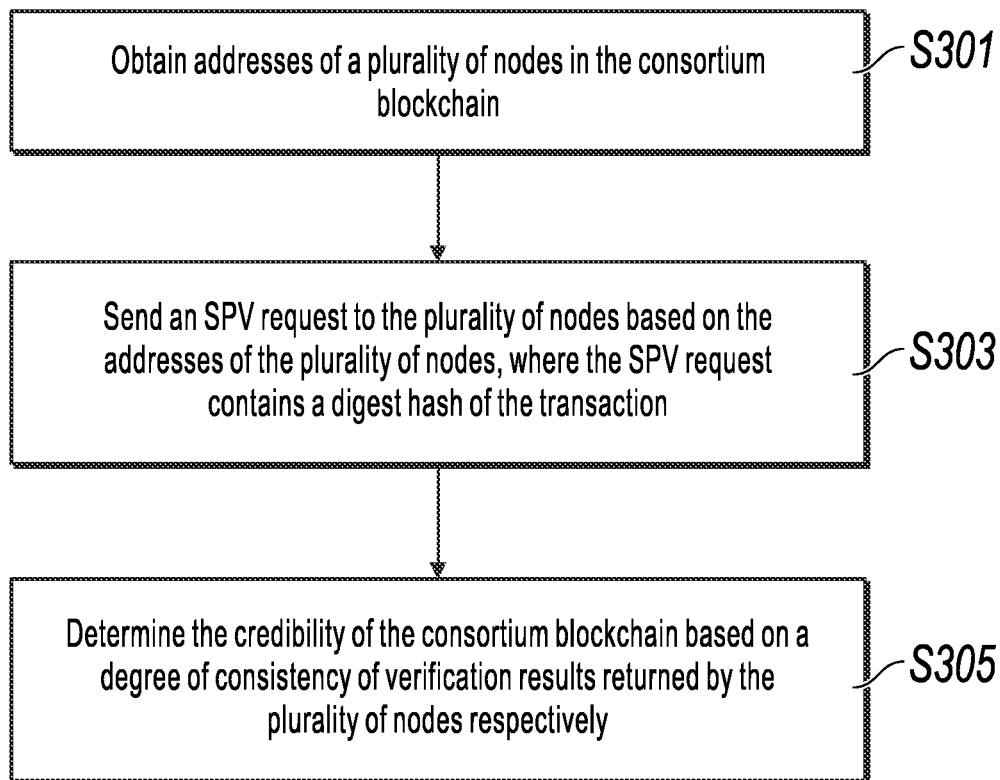 Obtain addresses of a plurality of nodes in the consortium
blockchain
S301
Send an SPV request to the plurality of nodes based on the
addresses of the plurality of nodes, where the SPV request
contains a digest hash of the transaction
S303
Determine the credibility of the consortium blockchain based on a
degree of consistency of verification results returned by the
plurality of nodes respectively
S305